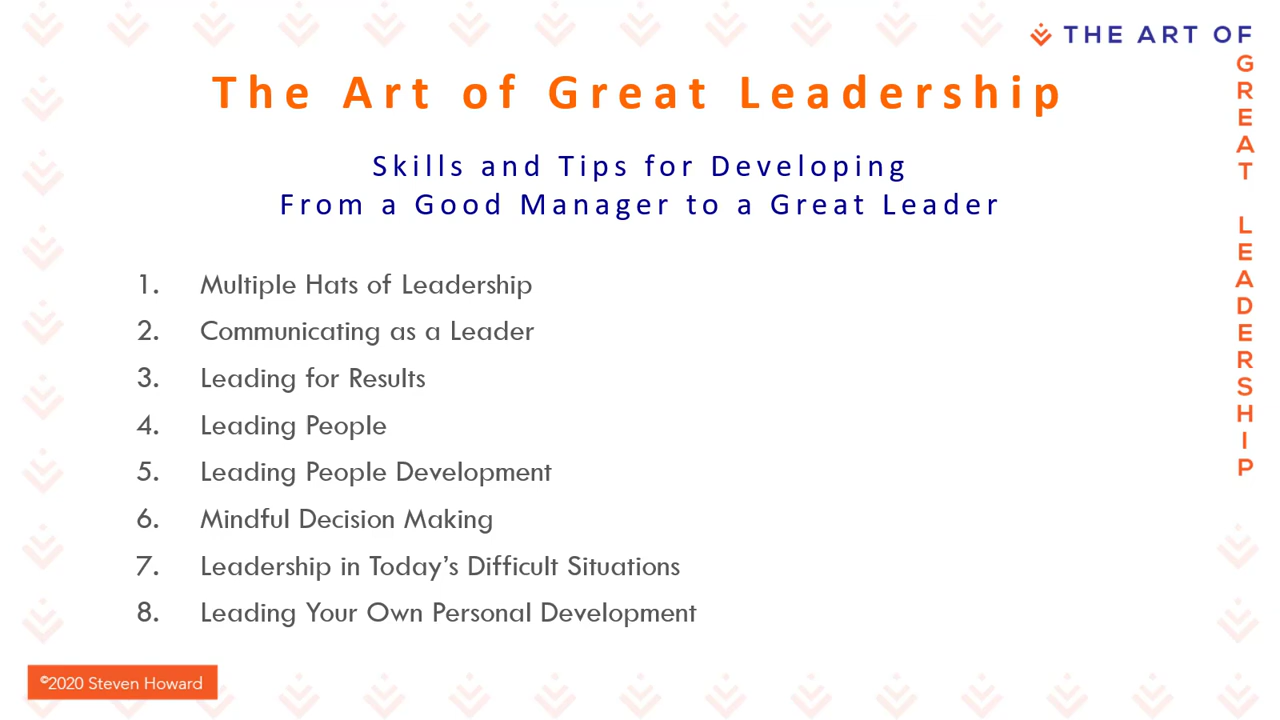 THE ART OF
GREAT LEADERSHIP
The Art of Great Leadership
Skills and Tips for Developing
From a Good Manager to a Great Leader
1. Multiple Hats of Leadership
2. Communicating as a Leader
3. Leading for Results
4. Leading People
5. Leading People Development
6. Mindful Decision Making
7. Leadership in Today’s Difficult Situations
8. Leading Your Own Personal Development
©2020 Steven Howard